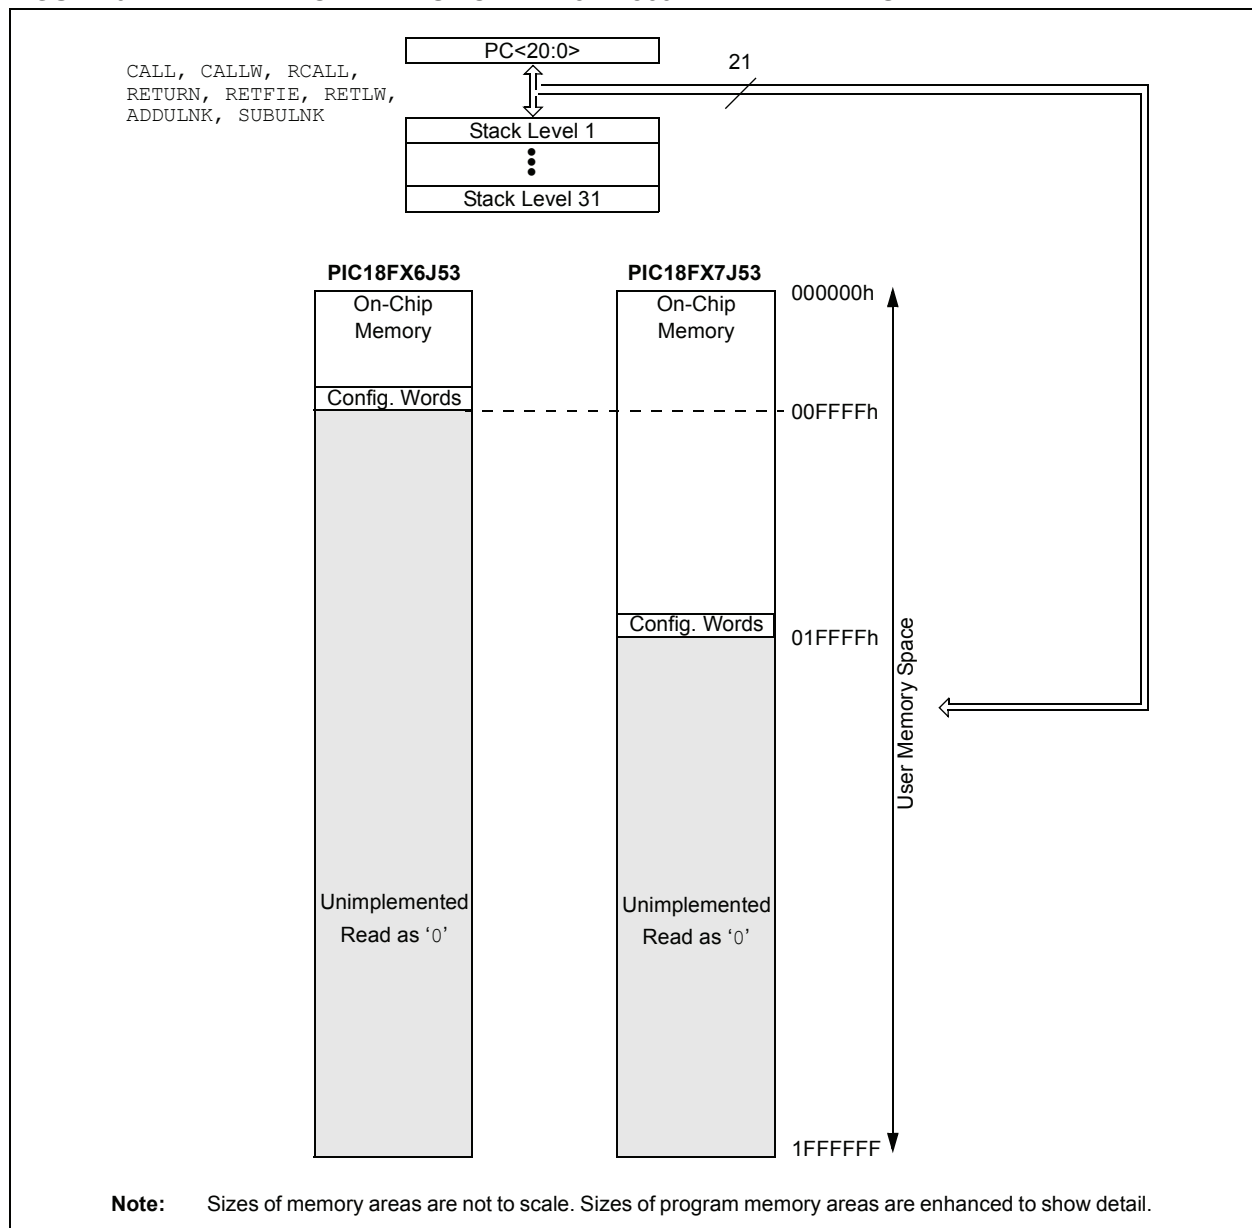 PC<20:0>
21
CALL, CALLW, RCALL,
RETURN, RETFIE, RETLW,
ADDULNK, SUBULNK
Stack Level 1
Stack Level 31
PIC18FX6J53
PIC18FX7J53
000000h
On-Chip
Memory
On-Chip
Memory
Config. Words
00FFFFh
Config. Words
01FFFFh
User Memory Space
Unimplemented
Read as ‘0’
Unimplemented
Read as ‘0’
1FFFFFF
Note: Sizes of memory areas are not to scale. Sizes of program memory areas are enhanced to show detail.